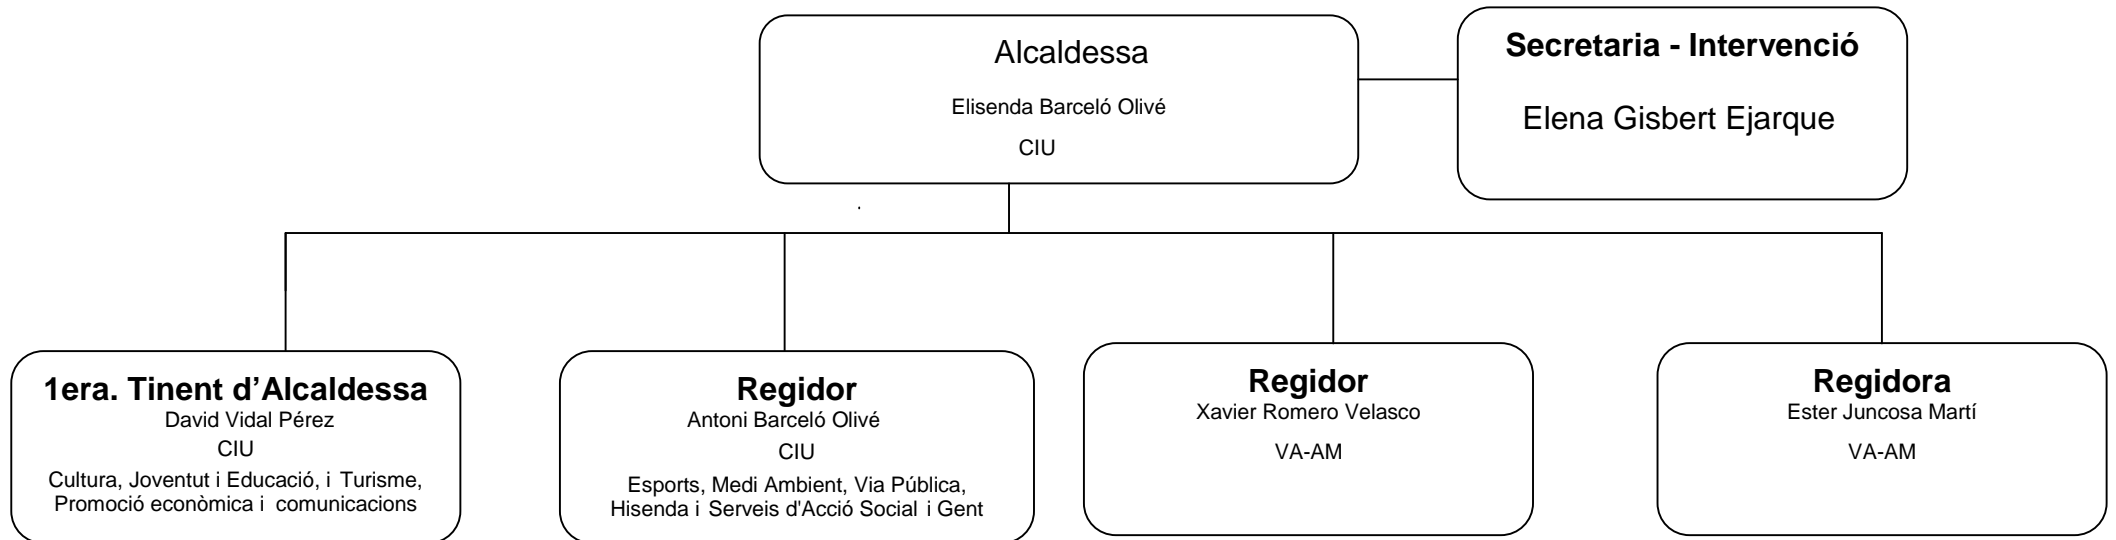 Alcaldessa
Elisenda Barceló Olivé
CIU
Secretaria - Intervenció
Elena Gisbert Ejarque
1era. Tinent d’Alcaldessa
David Vidal Pérez
CIU
Cultura, Joventut i Educació, i Turisme,
Promoció econòmica i comunicacions
Regidor
Antoni Barceló Olivé
CIU
Esports, Medi Ambient, Via Pública,
Hisenda i Serveis d'Acció Social i Gent
Regidor
Xavier Romero Velasco
VA-AM
Regidora
Ester Juncosa Martí
VA-AM